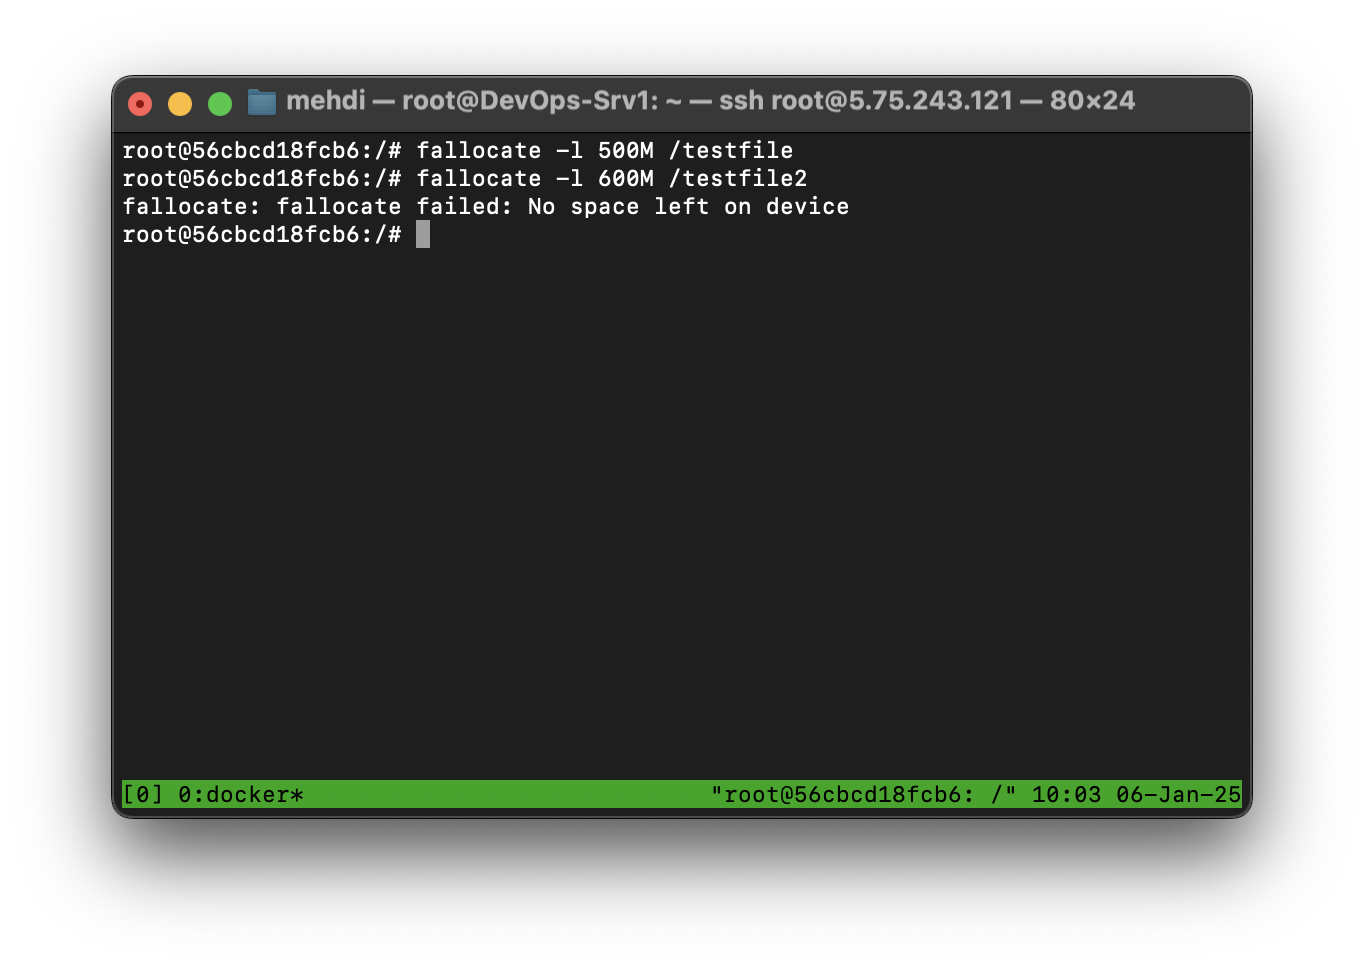 mehdi — root@DevOps-Srv1: ~ — ssh root@5.75.243.121 — 80×24
root@56cbcd18fcb6:/# fallocate -l 500M /testfile
root@56cbcd18fcb6:/# fallocate -l 600M /testfile2
fallocate: fallocate failed: No space left on device
root@56cbcd18fcb6:/#
[0] 0:docker* "root@56cbcd18fcb6: /" 10:03 06-Jan-25